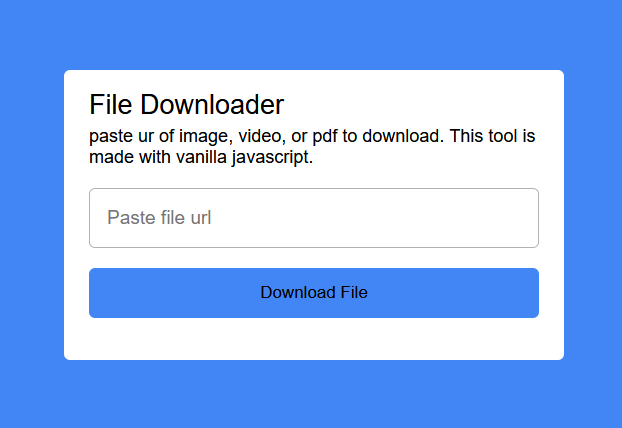 File Downloader
paste ur of image, video, or pdf to download. This tool is
made with vanilla javascript.
Paste file url
Download File